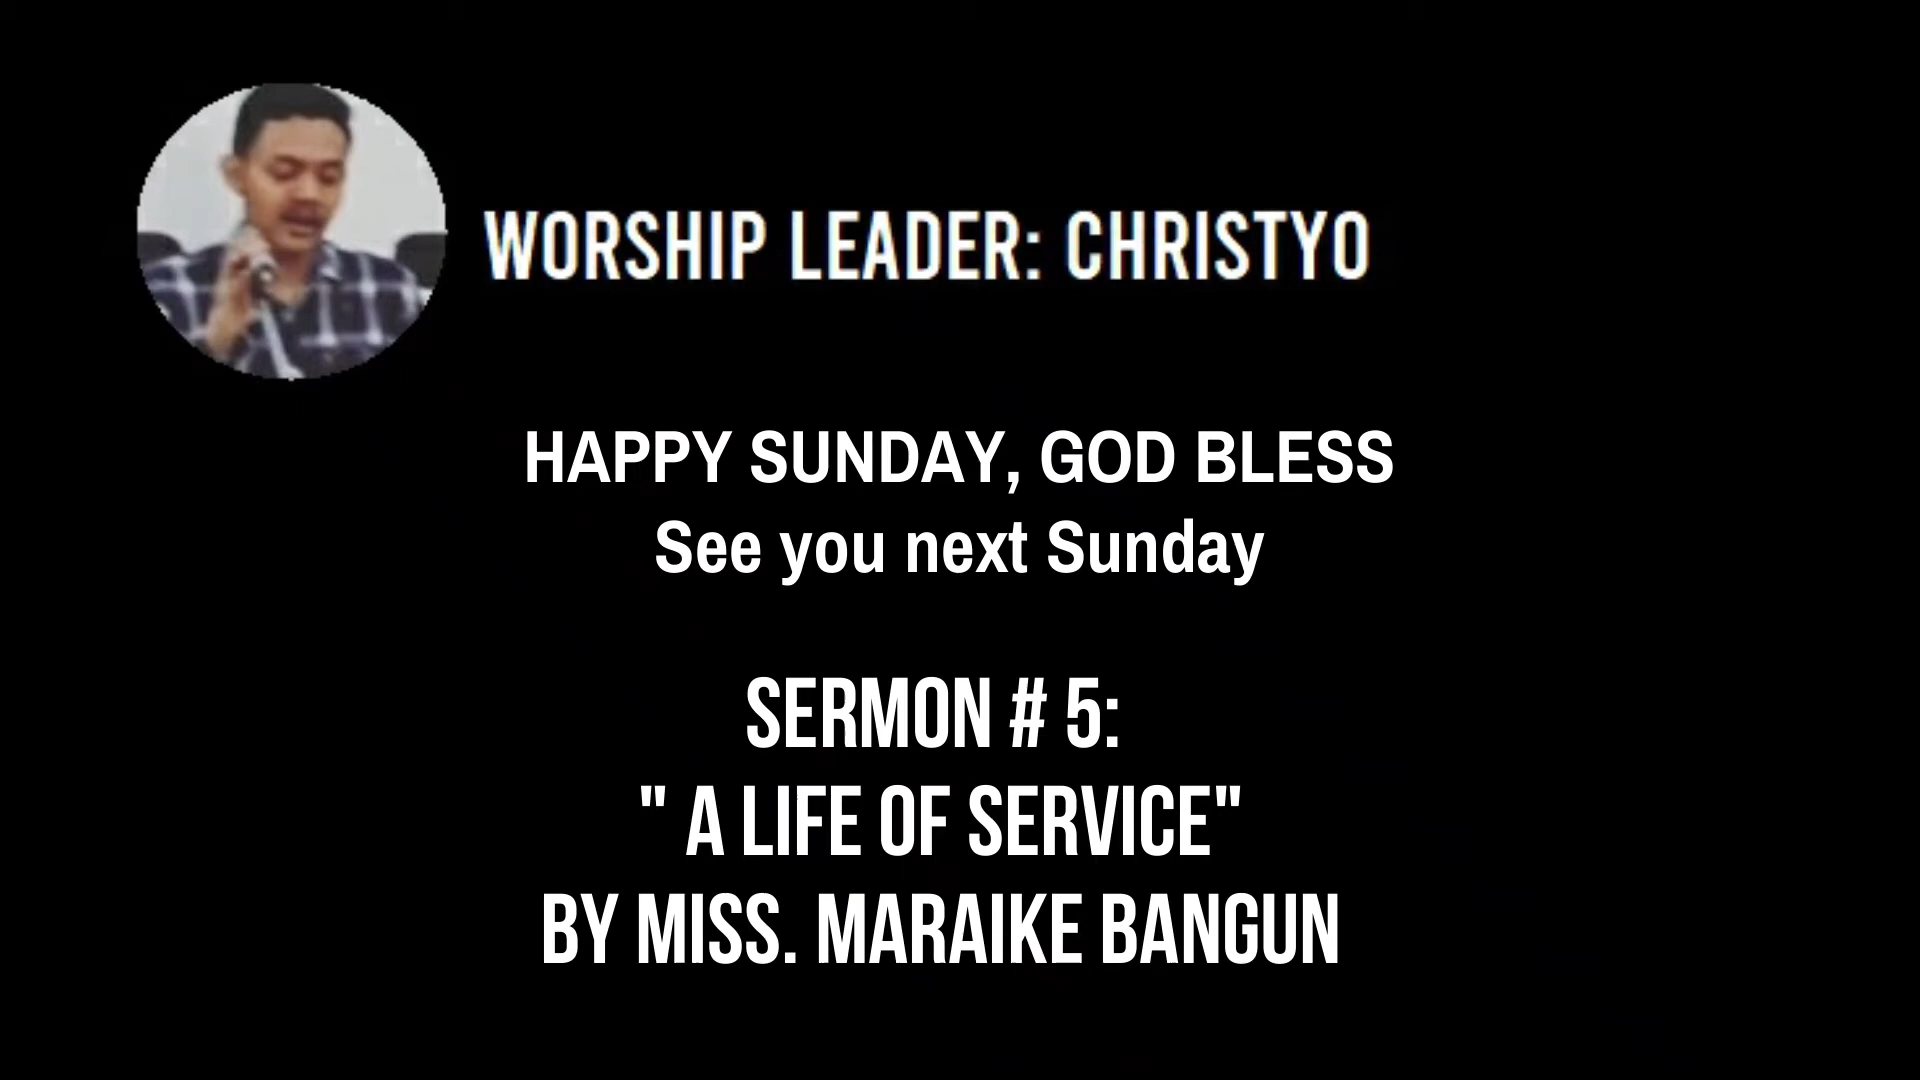 WORSHIP LEADER: CHRISTYO
HAPPY SUNDAY, GOD BLESS
See you next Sunday
SERMON # 5:
" A LIFE OF SERVICE"
BY MISS. MARAIKE BANGUN